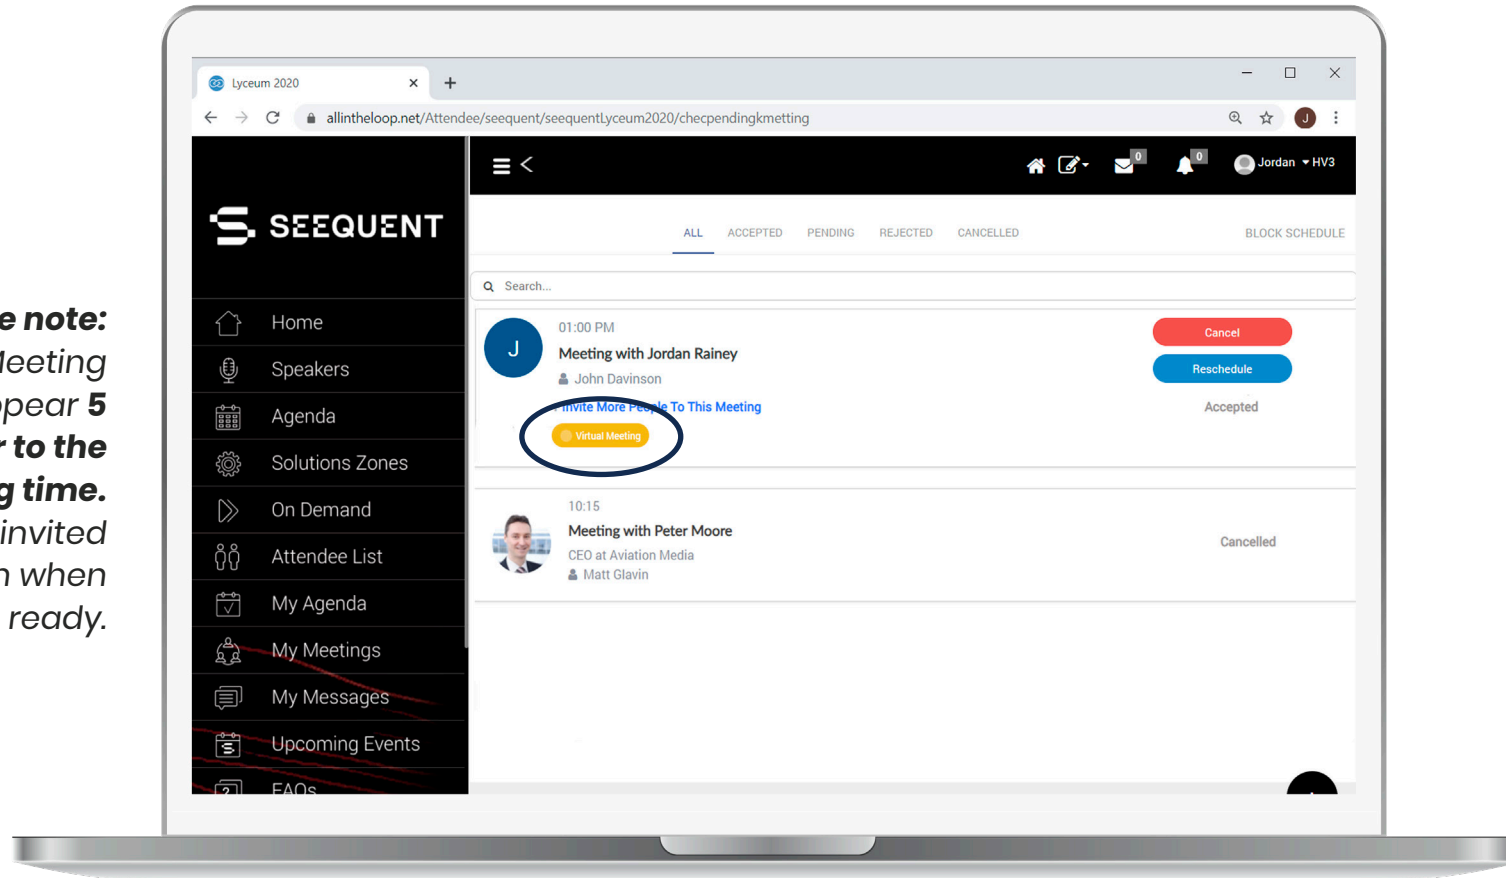 Lyceum 2020
allintheloop.net/Attendee/seequent/seequentLyceum2020/checpendingkmetting
J
0
0
Jordan
HV3
SEEQUENT
ALL ACCEPTED PENDING REJECTED CANCELLED BLOCK SCHEDULE
Search...
Home
Speakers
Agenda
Solutions Zones
On Demand
Attendee List
My Agenda
My Meetings
My Messages
Upcoming Events
FAQs
J
01:00 PM
Meeting with Jordan Rainey
John Davinson
Invite More People To This Meeting
Virtual Meeting
Cancel
Reschedule
Accepted
10:15
Meeting with Peter Moore
CEO at Aviation Media
Matt Glavin
Cancelled
note:
5
to the
time.
invited
when
ready.